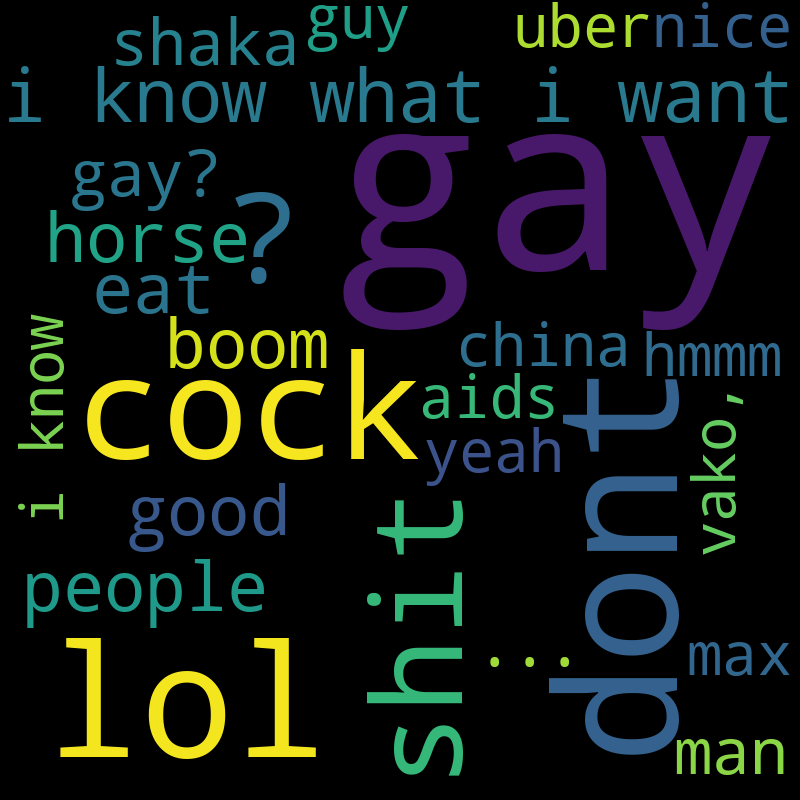 guy
uber
nice
shaka
i know what i want
gay
gay?
?
horse
eat
i know
boom
china
hmmm
cock
aids
dont
vako,
yeah
good
shit
people
lol
...
max
man